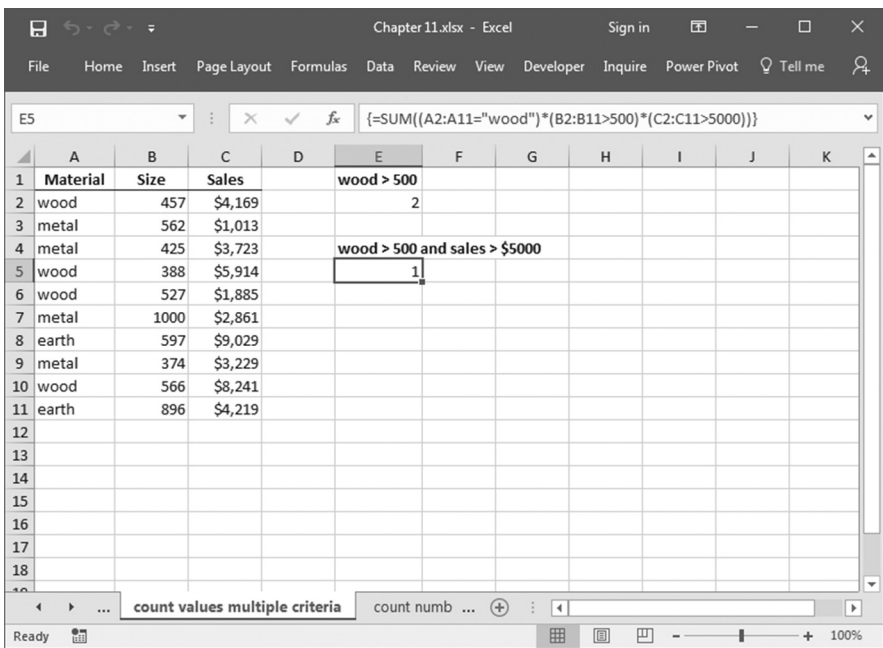 Chapter 11.xlsx - Excel Sign in
File Home Insert Page Layout Formulas Data Review View Developer Inquire Power Pivot Tell me
E5 fx {=SUM((A2:A11="wood")*(B2:B11>500)*(C2:C11>5000))}
A B C D E F G H I J K
1 Material Size Sales wood > 500
2 wood 457 $4,169 2
3 metal 562 $1,013
4 metal 425 $3,723 wood > 500 and sales > $5000
5 wood 388 $5,914 1
6 wood 527 $1,885
7 metal 1000 $2,861
8 earth 597 $9,029
9 metal 374 $3,229
10 wood 566 $8,241
11 earth 896 $4,219
12
13
14
15
16
17
18
19
... count values multiple criteria count numb ...
Ready 100%